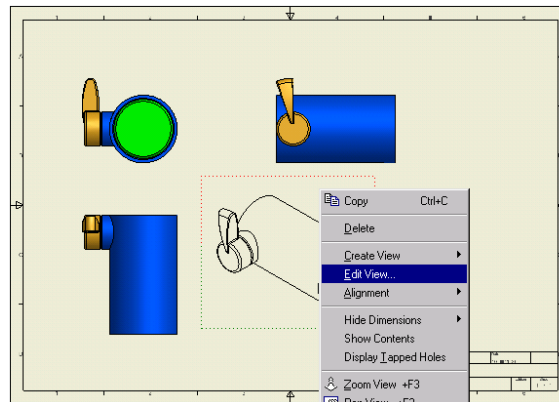 Copy Ctrl+C
Delete
Create View
Edit View...
Alignment
Hide Dimensions
Show Contents
Display Tapped Holes
Zoom View +F3